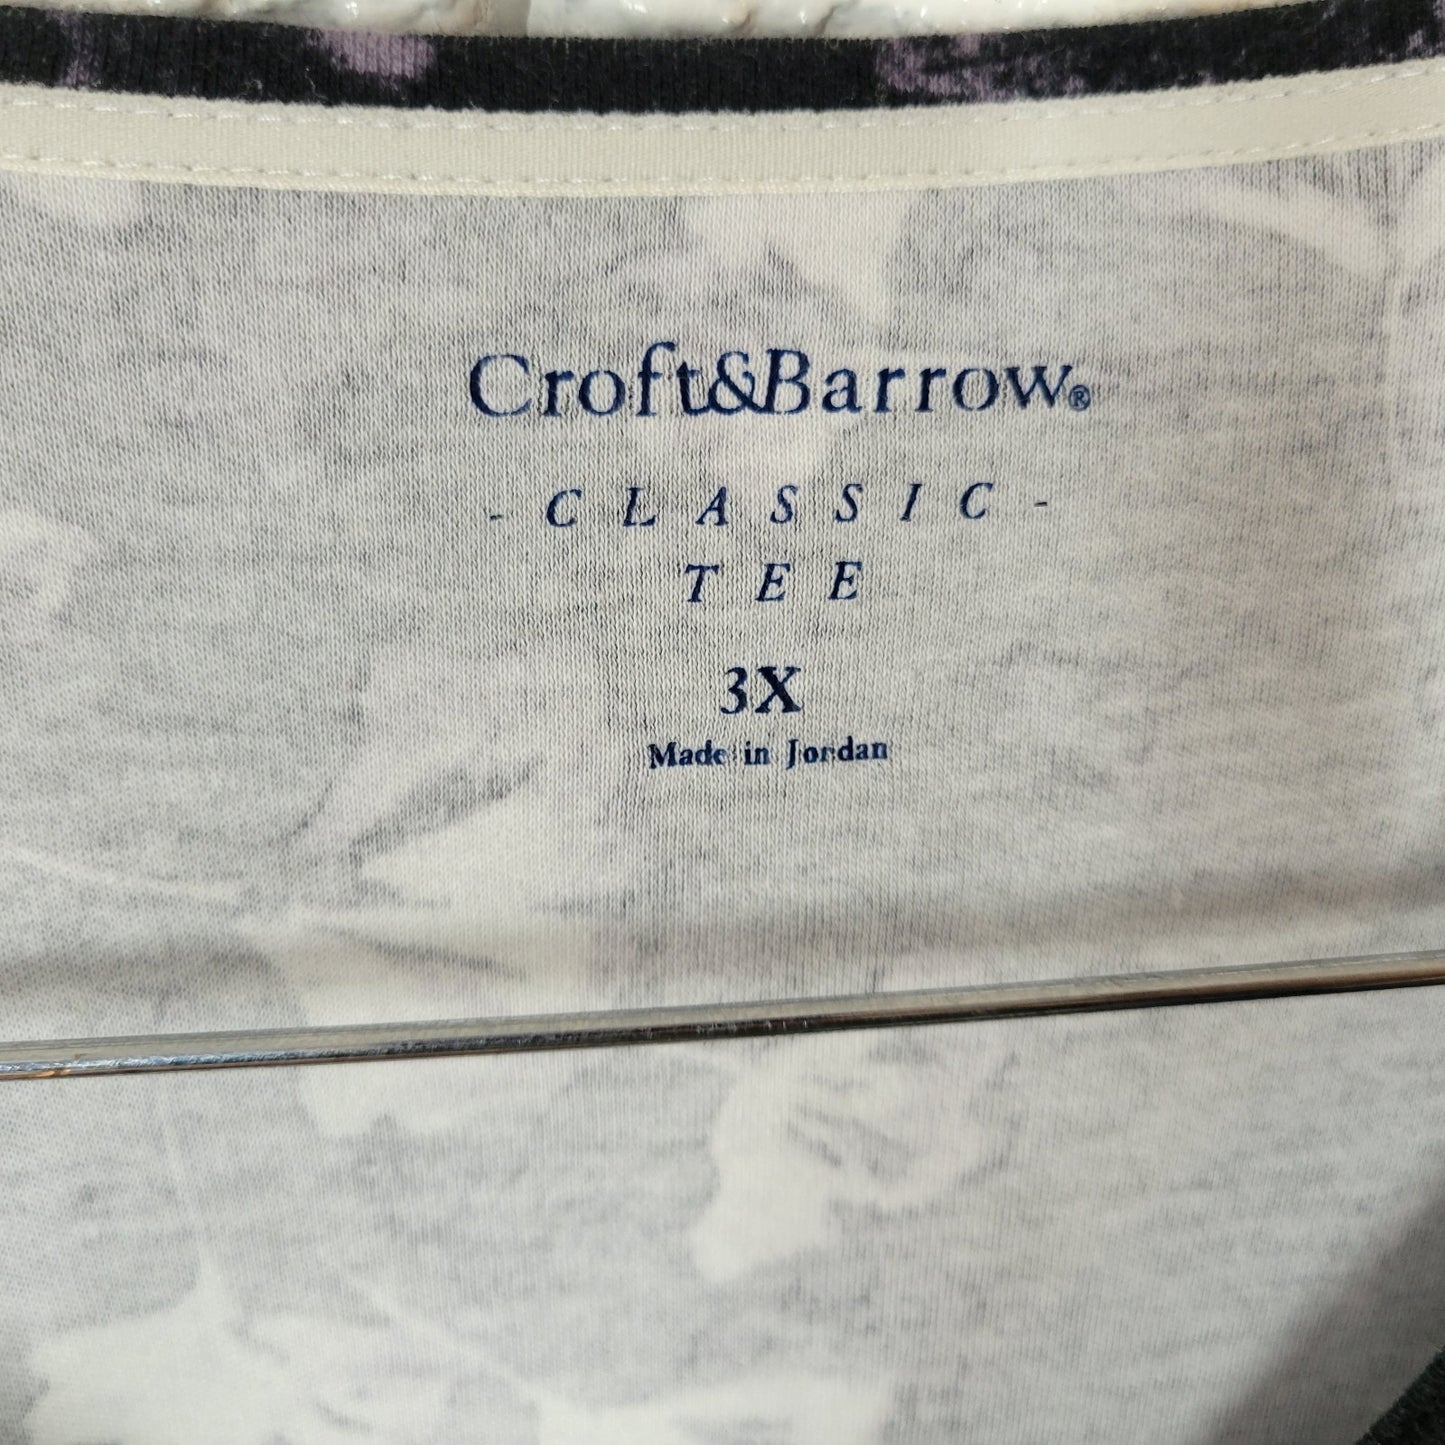 Croft&Barrow®
- CLASSIC -
TEE
3X
Made in Jordan